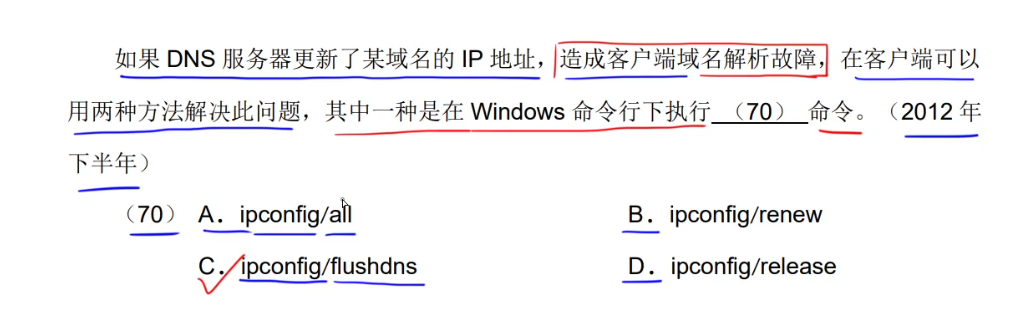 如果 DNS 服务器更新了某域名的 IP 地址，造成客户端域名解析故障，在客户端可以
用两种方法解决此问题，其中一种是在 Windows 命令行下执行 （70） 命令。（2012 年
下半年）
（70） A．ipconfig/all B．ipconfig/renew
C．ipconfig/flushdns D．ipconfig/release